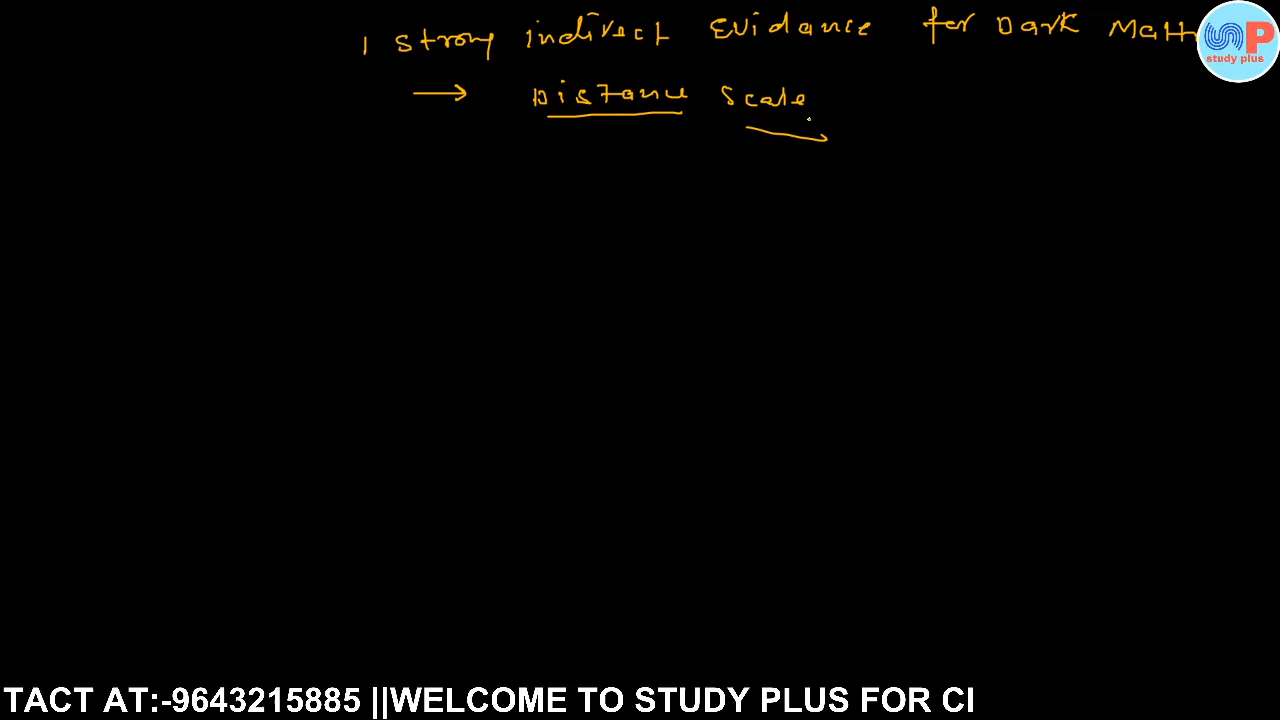 1 strong indirect Evidance for Dark Matt
SP
study plus
→ Distance Scale
TACT AT:-9643215885 ||WELCOME TO STUDY PLUS FOR CI